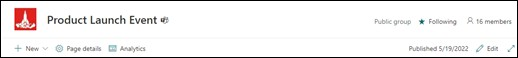 Product Launch Event
Public group ★ Following 16 members
+ New Page details Analytics Published 5/19/2022 Edit